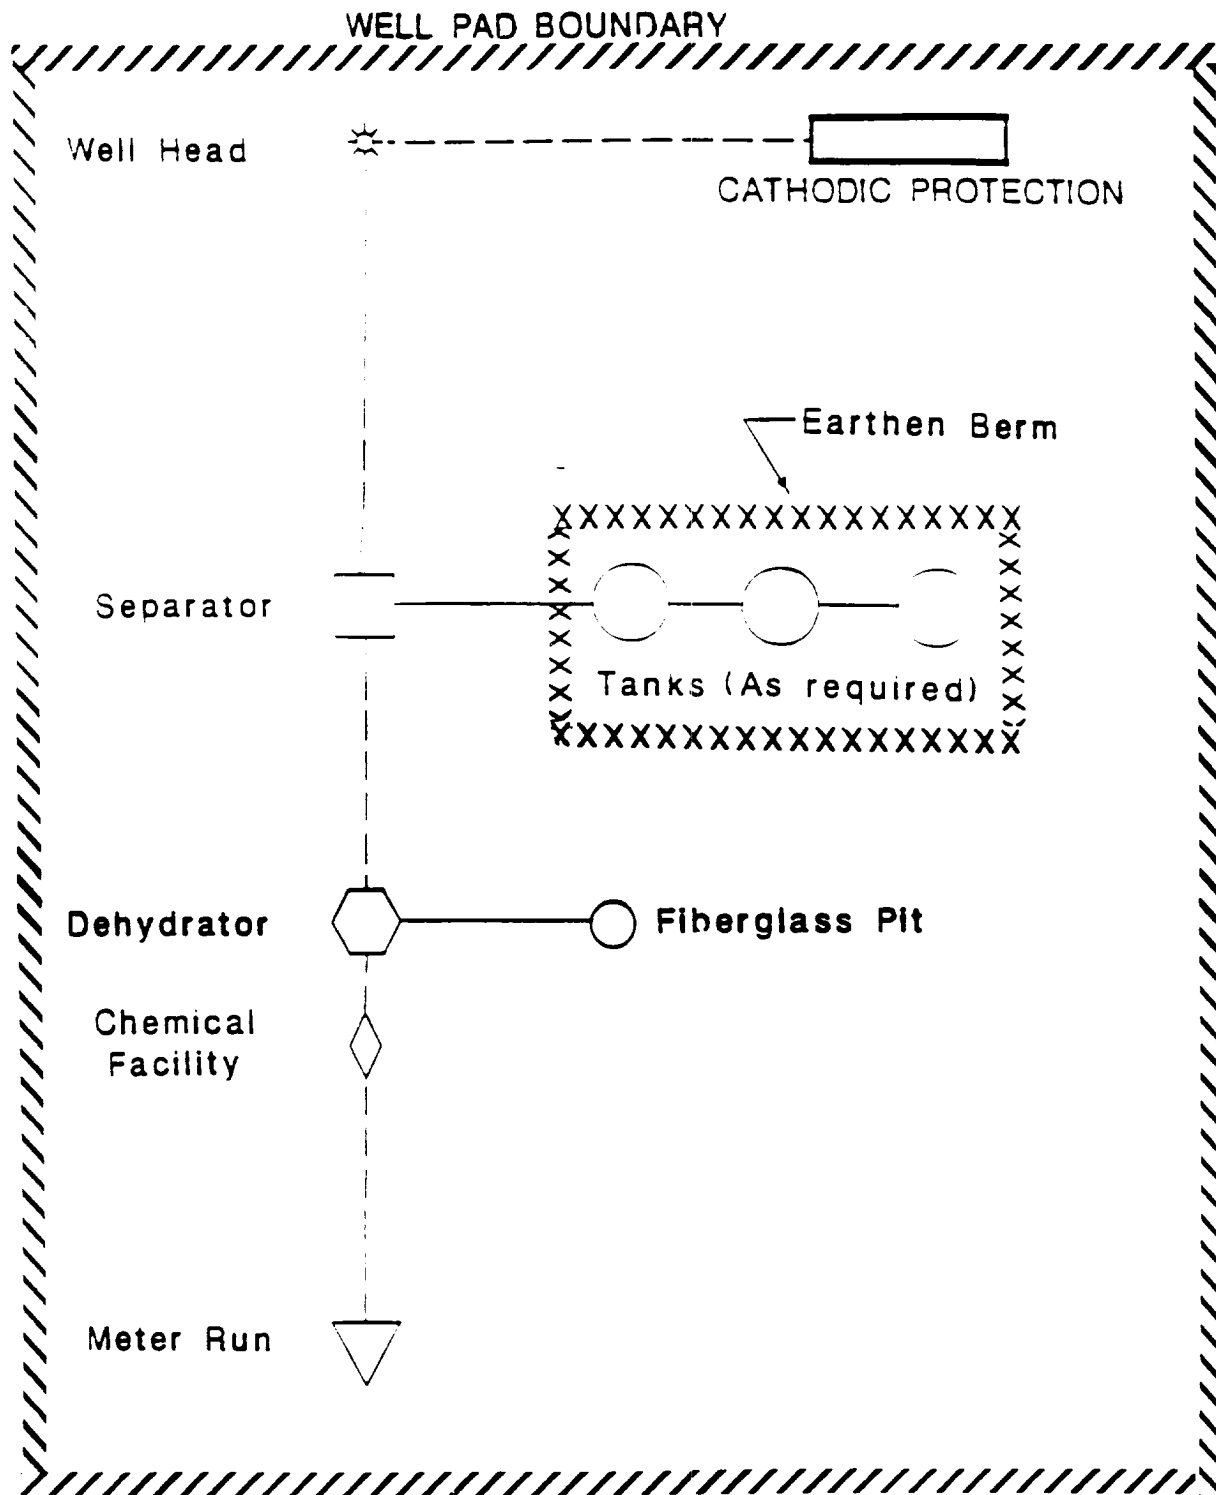 WELL PAD BOUNDARY
Well Head
CATHODIC PROTECTION
Earthen Berm
Separator
Tanks (As required)
Dehydrator
Fiberglass Pit
Chemical
Facility
Meter Run